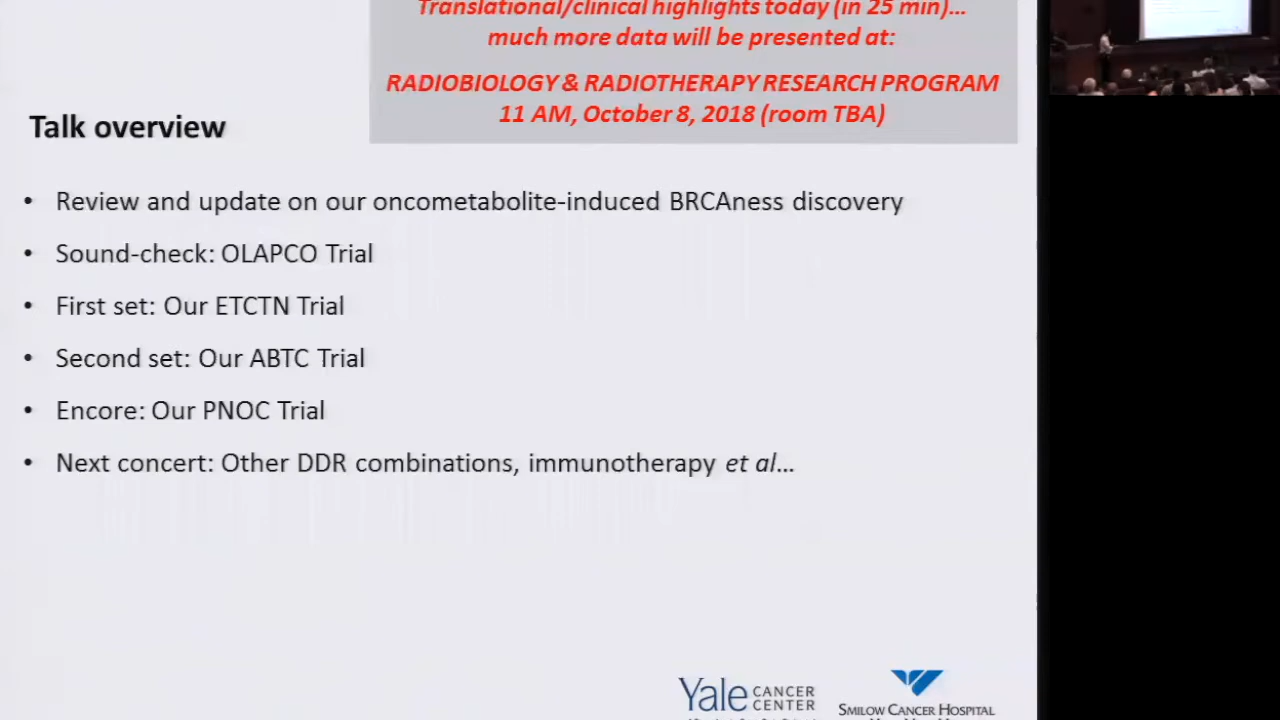 Translational/clinical highlights today (in 25 min)...
much more data will be presented at:
RADIOBIOLOGY & RADIOTHERAPY RESEARCH PROGRAM
11 AM, October 8, 2018 (room TBA)
Talk overview
• Review and update on our oncometabolite-induced BRCAness discovery
• Sound-check: OLAPCO Trial
• First set: Our ETCTN Trial
• Second set: Our ABTC Trial
• Encore: Our PNOC Trial
• Next concert: Other DDR combinations, immunotherapy et al...
Yale CANCER
CENTER
SMILOW CANCER HOSPITAL